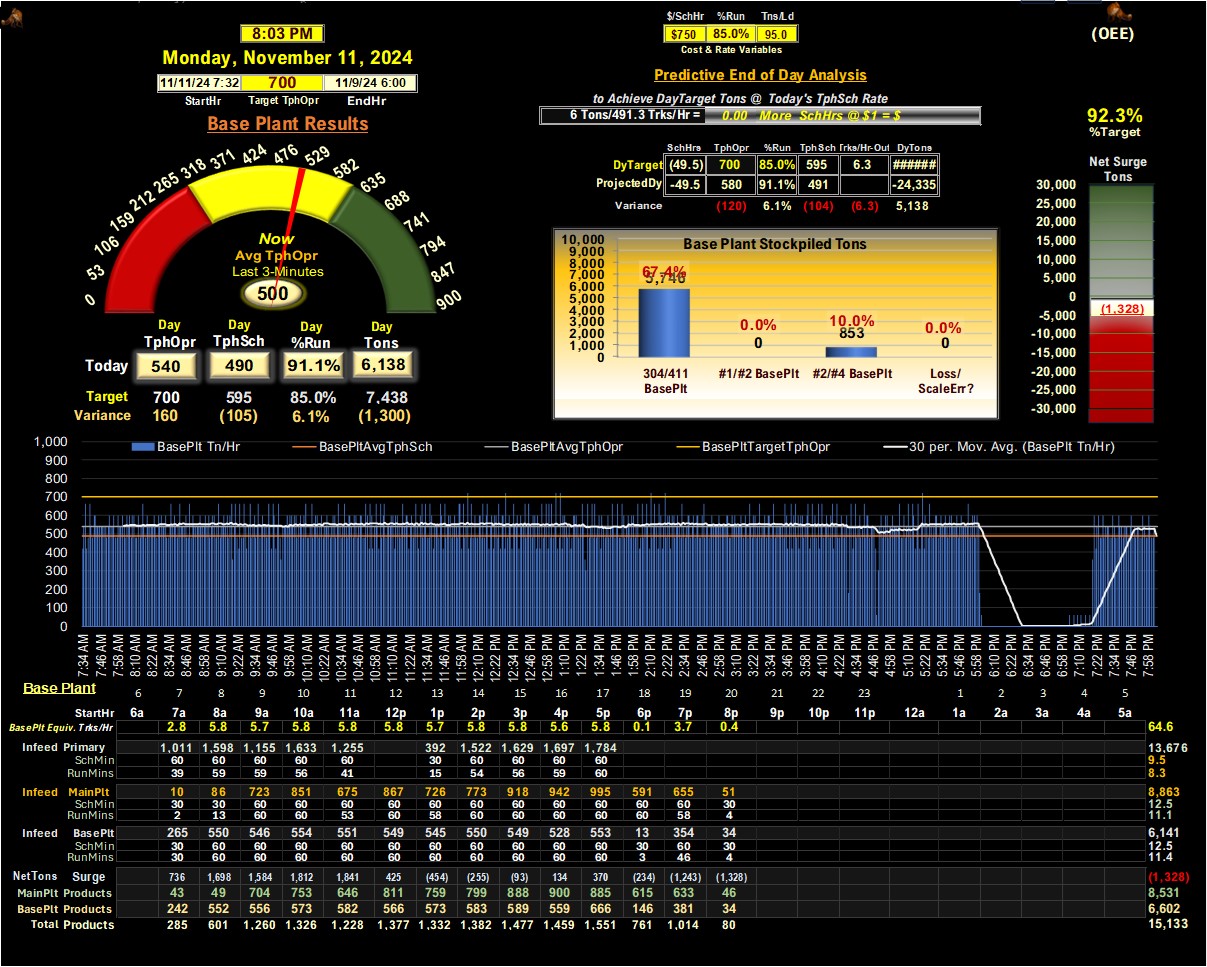 $/SchHr %Run Tns/Ld
$750 85.0% 95.0
Cost & Rate Variables
(OEE)
8:03 PM
Monday, November 11, 2024
11/11/24 7:32 700 11/9/24 6:00
StartHr Target TphOpr EndHr
Base Plant Results
Predictive End of Day Analysis
to Achieve DayTarget Tons @ Today's TphSch Rate
6 Tons/491.3 Trks/Hr = 0.00 More SchHrs @ $1 = $
92.3%
%Target
SchHrs TphOpr %Run TphSch Trks/Hr-Out DyTons
DyTarget (49.5) 700 85.0% 595 6.3 ######
ProjectedDy -49.5 580 91.1% 491 -24,335
Variance (120) 6.1% (104) (6.3) 5,138
Net Surge
Tons
30,000
25,000
20,000
15,000
10,000
5,000
0
(1,328)
-5,000
-10,000
-15,000
-20,000
-25,000
-30,000
0 53 106 159 212 265 318 371 424 476 529 582 635 688 741 794 847 900
Now
Avg TphOpr
Last 3-Minutes
500
Day Day Day Day
TphOpr TphSch %Run Tons
Today 540 490 91.1% 6,138
Target 700 595 85.0% 7,438
Variance 160 (105) 6.1% (1,300)
Base Plant Stockpiled Tons
10,000
9,000
8,000
7,000
6,000
5,000
4,000
3,000
2,000
1,000
0
67.4% 0.0% 10.0% 0.0%
5,746 0 853 0
304/411 #1/#2 BasePlt #2/#4 BasePlt Loss/
BasePlt ScaleErr?
BasePlt Tn/Hr BasePltAvgTphSch BasePltAvgTphOpr BasePltTargetTphOpr 30 per. Mov. Avg. (BasePlt Tn/Hr)
1,000
900
800
700
600
500
400
300
200
100
0
7:34 AM 7:46 AM 7:58 AM 8:10 AM 8:22 AM 8:34 AM 8:46 AM 8:58 AM 9:10 AM 9:22 AM 9:34 AM 9:46 AM 9:58 AM 10:10 AM 10:22 AM 10:34 AM 10:46 AM 10:58 AM 11:10 AM 11:22 AM 11:34 AM 11:46 AM 11:58 AM 12:10 PM 12:22 PM 12:34 PM 12:46 PM 12:58 PM 1:10 PM 1:22 PM 1:34 PM 1:46 PM 1:58 PM 2:10 PM 2:22 PM 2:34 PM 2:46 PM 2:58 PM 3:10 PM 3:22 PM 3:34 PM 3:46 PM 3:58 PM 4:10 PM 4:22 PM 4:34 PM 4:46 PM 4:58 PM 5:10 PM 5:22 PM 5:34 PM 5:46 PM 5:58 PM 6:10 PM 6:22 PM 6:34 PM 6:46 PM 6:58 PM 7:10 PM 7:22 PM 7:34 PM 7:46 PM 7:58 PM
Base Plant 6 7 8 9 10 11 12 13 14 15 16 17 18 19 20 21 22 23 1 2 3 4 5
StartHr 6a 7a 8a 9a 10a 11a 12p 1p 2p 3p 4p 5p 6p 7p 8p 9p 10p 11p 12a 1a 2a 3a 4a 5a
BasePlt Equiv. Trks/Hr 2.8 5.8 5.7 5.8 5.8 5.8 5.7 5.8 5.8 5.6 5.8 0.1 3.7 0.4 64.6
Infeed Primary 1,011 1,598 1,155 1,633 1,255 392 1,522 1,629 1,697 1,784 13,676
SchMin 60 60 60 60 60 30 60 60 60 60 9.5
RunMins 39 59 59 56 41 15 54 56 59 60 8.3
Infeed MainPlt 10 86 723 851 675 867 726 773 918 942 995 591 655 51 8,863
SchMin 30 30 60 60 60 60 60 60 60 60 60 60 60 30 12.5
RunMins 2 13 60 60 53 60 58 60 60 60 60 60 58 4 11.1
Infeed BasePlt 265 550 546 554 551 549 545 550 549 528 553 13 354 34 6,141
SchMin 30 60 60 60 60 60 60 60 60 60 60 30 60 30 12.5
RunMins 30 60 60 60 60 60 60 60 60 60 60 3 46 4 11.4
NetTons Surge 736 1,698 1,584 1,812 1,841 425 (454) (255) (93) 134 370 (234) (1,243) (1,328) (1,328)
MainPlt Products 43 49 704 753 646 811 759 799 888 900 885 615 633 46 8,531
BasePlt Products 242 552 556 573 582 566 573 583 589 559 666 146 381 34 6,602
Total Products 285 601 1,260 1,326 1,228 1,377 1,332 1,382 1,477 1,459 1,551 761 1,014 80 15,133